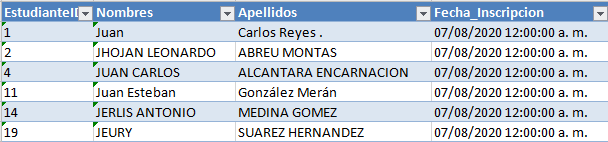 EstudianteID Nombres Apellidos Fecha_Inscripcion
1 Juan Carlos Reyes . 07/08/2020 12:00:00 a. m.
2 JHOJAN LEONARDO ABREU MONTAS 07/08/2020 12:00:00 a. m.
4 JUAN CARLOS ALCANTARA ENCARNACION 07/08/2020 12:00:00 a. m.
11 Juan Esteban González Merán 07/08/2020 12:00:00 a. m.
14 JERLIS ANTONIO MEDINA GOMEZ 07/08/2020 12:00:00 a. m.
19 JEURY SUAREZ HERNANDEZ 07/08/2020 12:00:00 a. m.